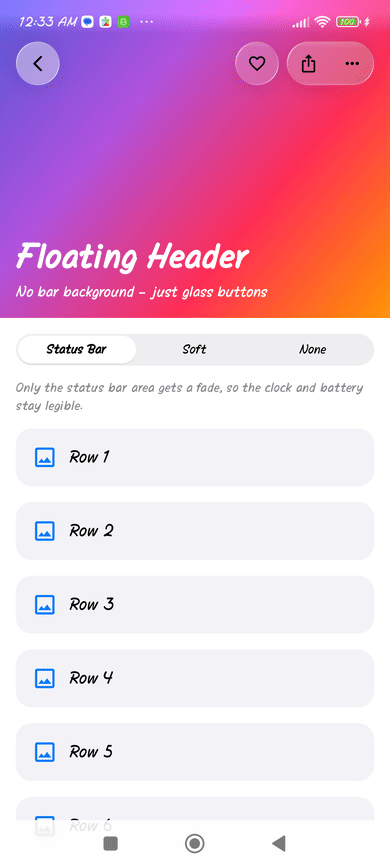 12:33 AM
100
Floating Header
No bar background – just glass buttons
Status Bar
Soft
None
Only the status bar area gets a fade, so the clock and battery
stay legible.
Row 1
Row 2
Row 3
Row 4
Row 5
Row 6